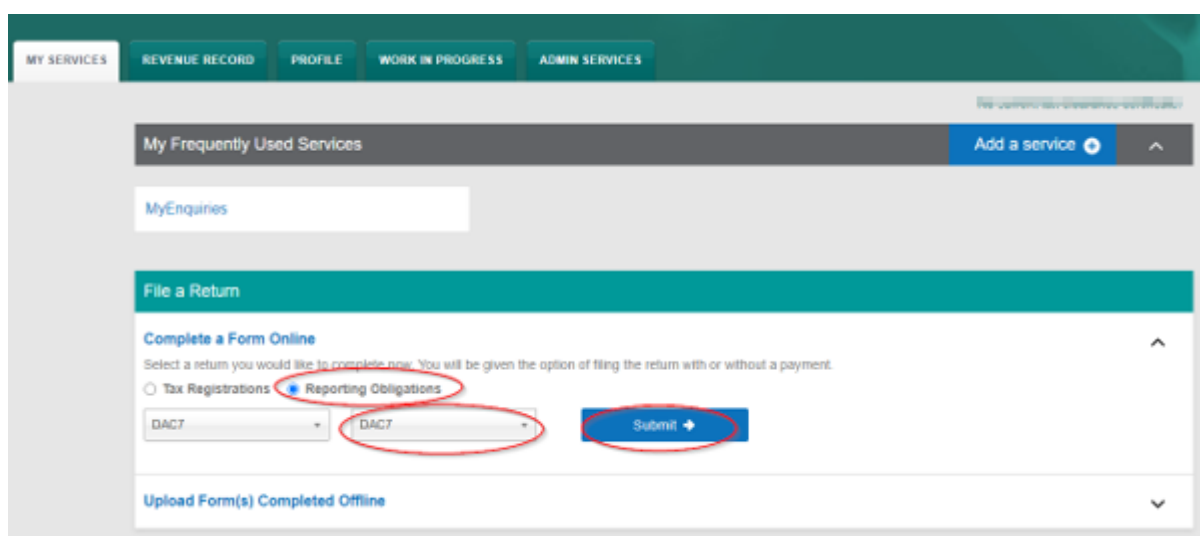 MY SERVICES REVENUE RECORD PROFILE WORK IN PROGRESS ADMIN SERVICES
My Frequently Used Services Add a service
MyEnquiries
File a Return
Complete a Form Online
Select a return you would like to complete now. You will be given the option of filing the return with or without a payment.
Tax Registrations Reporting Obligations
DAC7 DAC7 Submit
Upload Form(s) Completed Offline